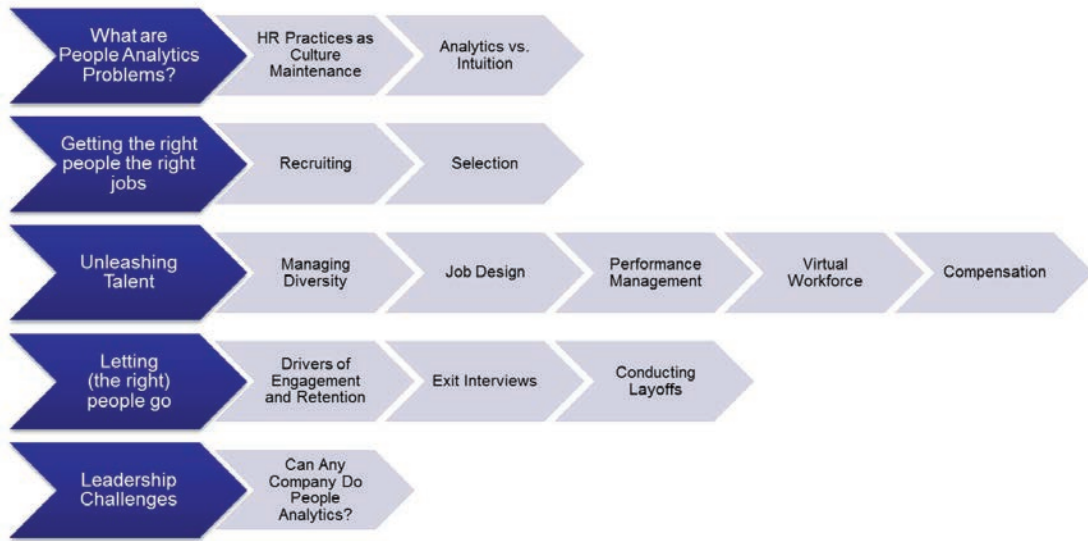 What are
People Analytics
Problems?
HR Practices as
Culture
Maintenance
Analytics vs.
Intuition
Getting the right
people the right
jobs
Recruiting
Selection
Unleashing
Talent
Managing
Diversity
Job Design
Performance
Management
Virtual
Workforce
Compensation
Letting
(the right)
people go
Drivers of
Engagement
and Retention
Exit Interviews
Conducting
Layoffs
Leadership
Challenges
Can Any
Company Do
People
Analytics?